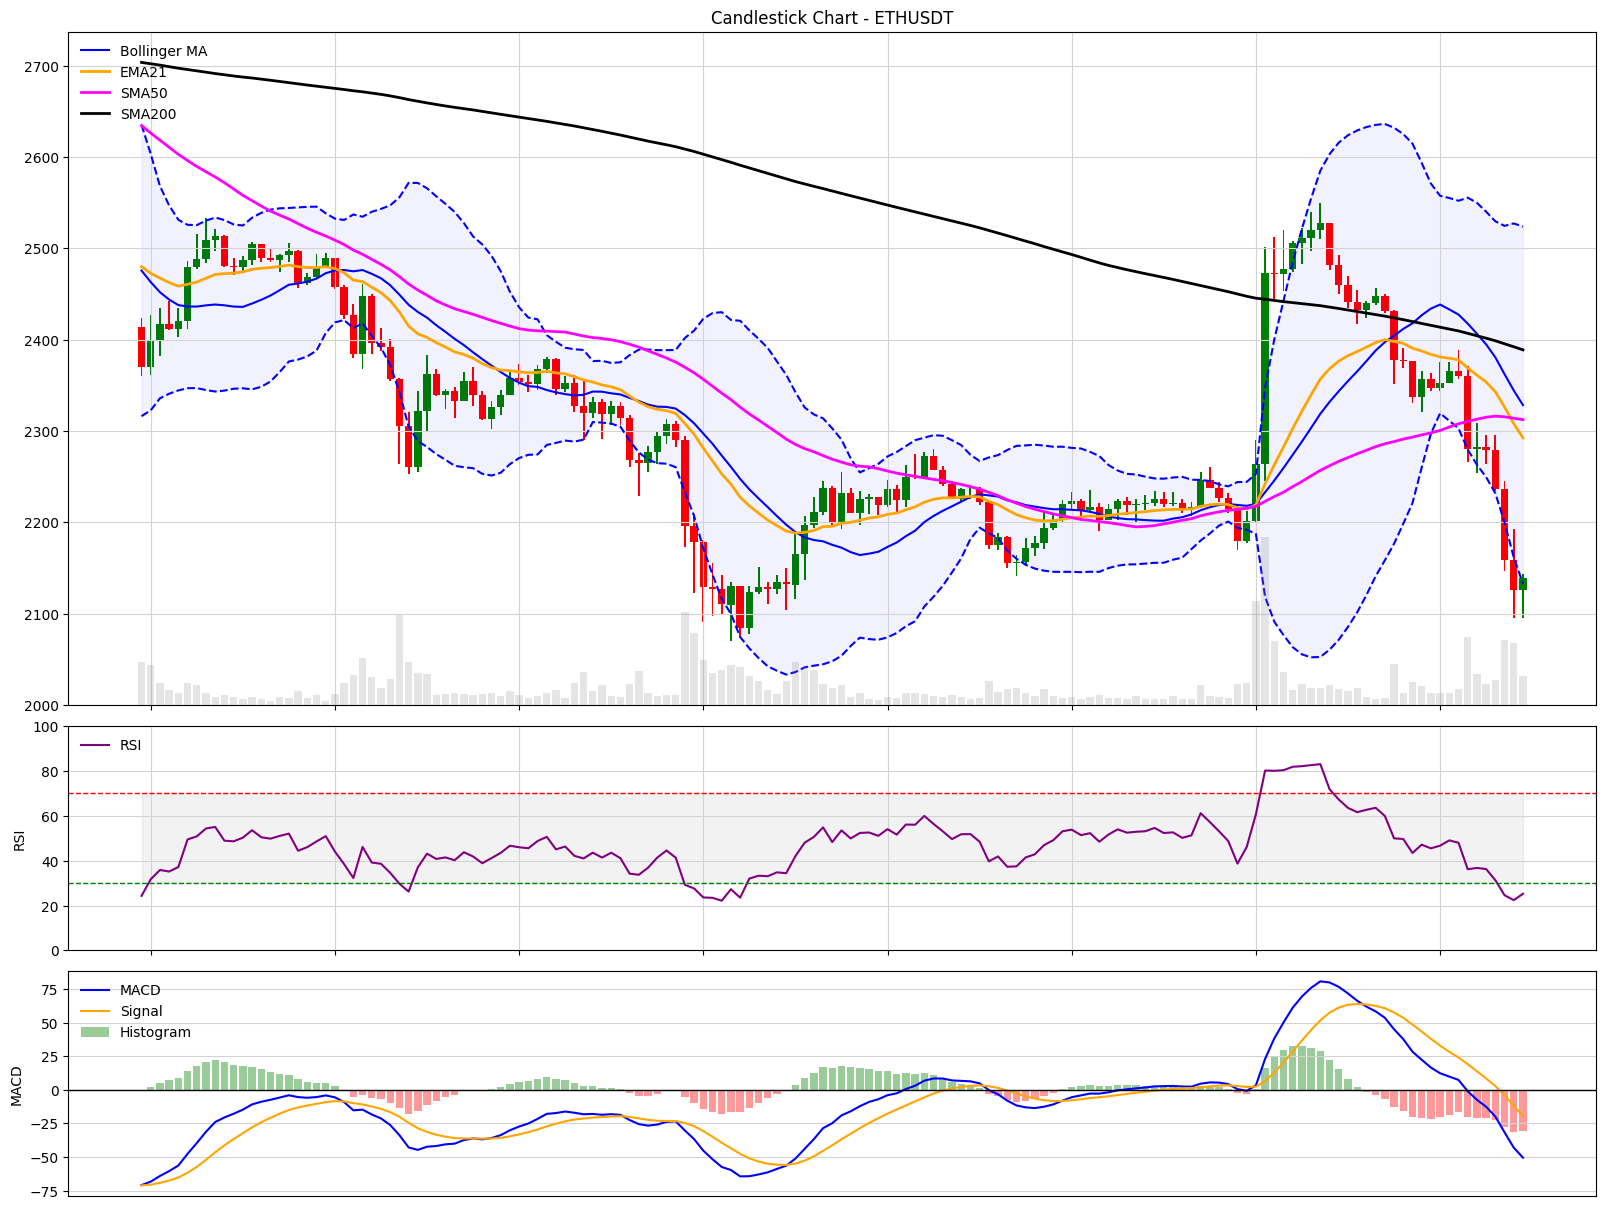 Candlestick Chart - ETHUSDT
Bollinger MA
EMA21
SMA50
SMA200
2700
2600
2500
2400
2300
2200
2100
2000
RSI
100
80
60
40
20
0
RSI
MACD
Signal
Histogram
75
50
25
0
−25
−50
−75
MACD